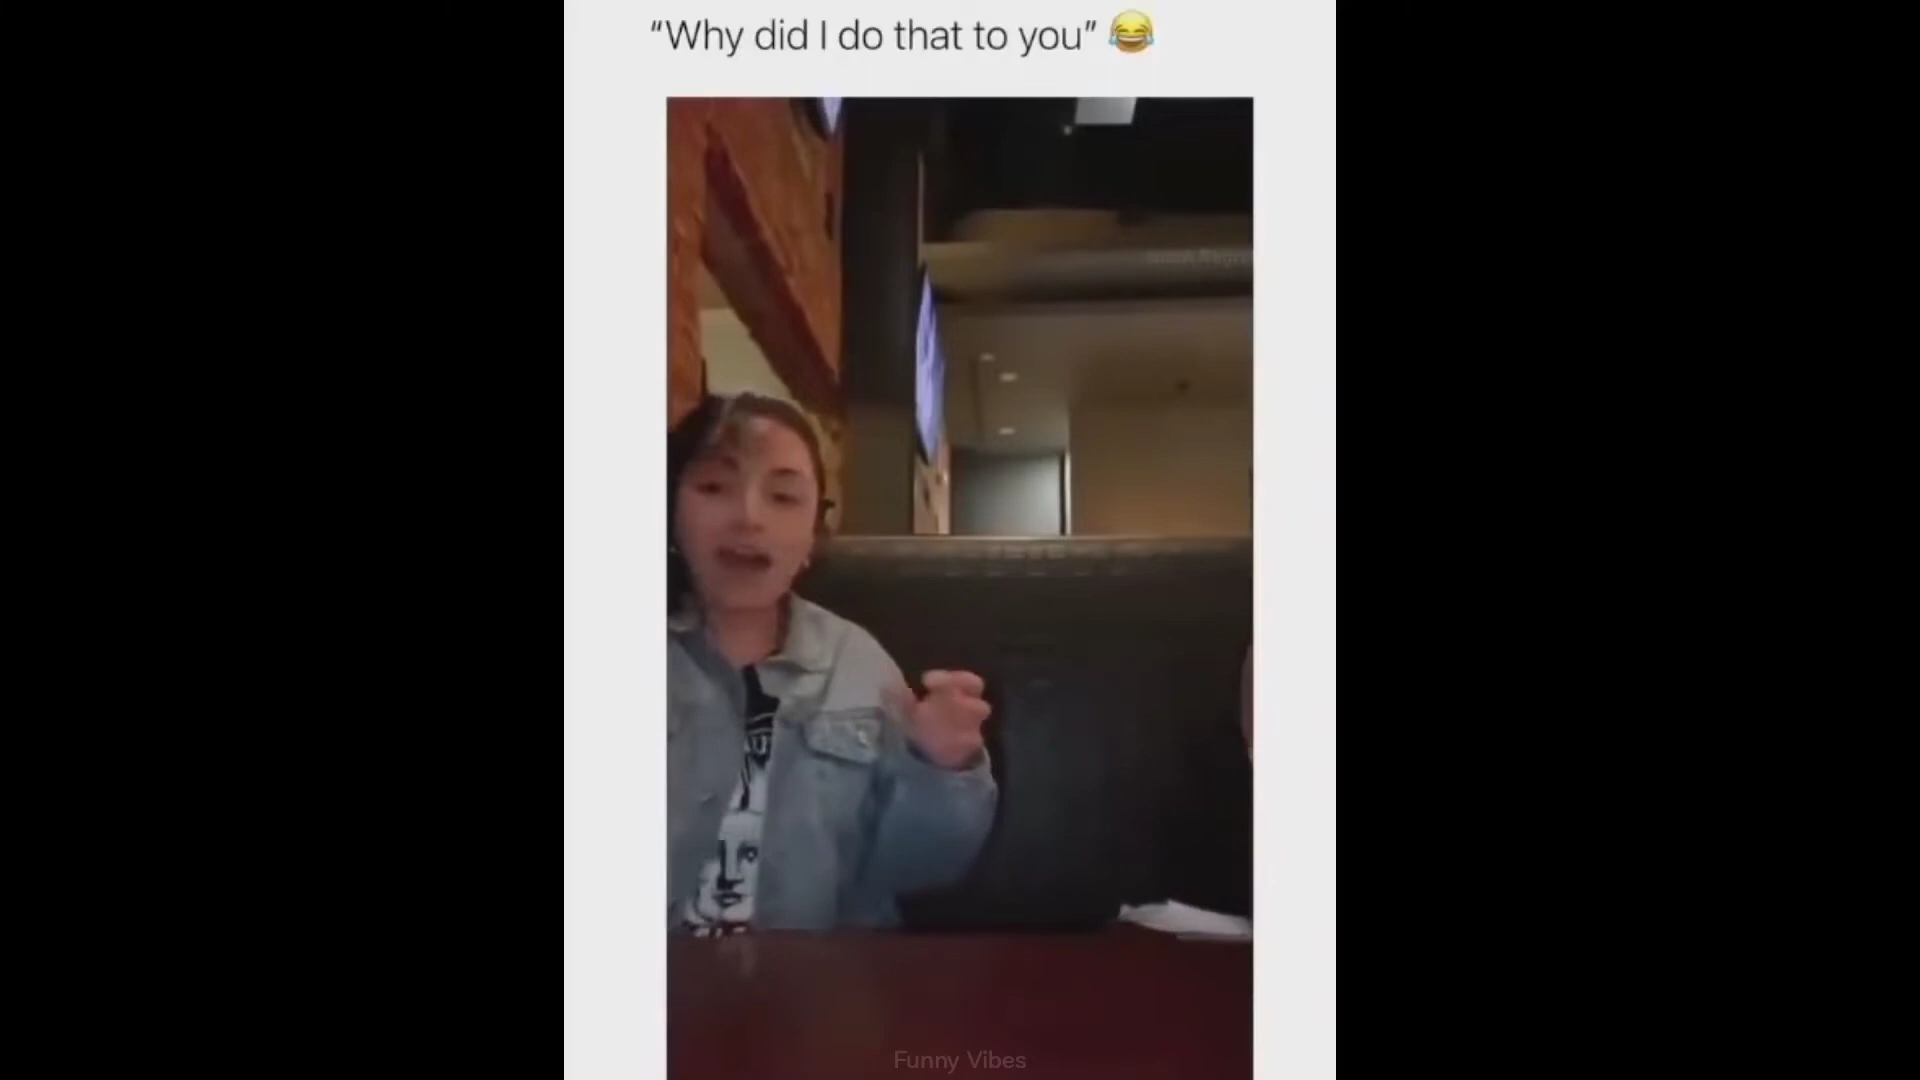 “Why did I do that to you” 😂
Funny Vibes